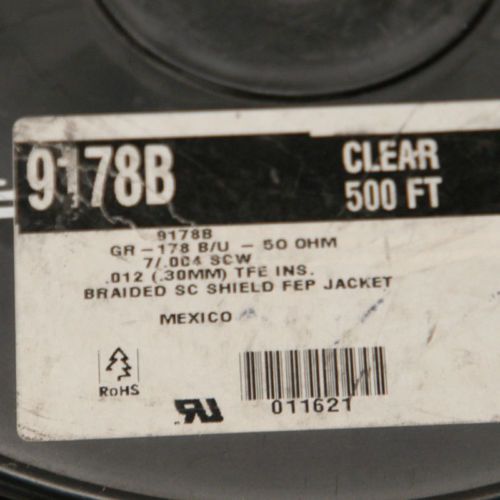 9178B
CLEAR
500 FT
9178B
GR-178 B/U - 50 OHM
7/.004 SCW
.012 (.30MM) TFE INS.
BRAIDED SC SHIELD FEP JACKET
MEXICO
RoHS
RU
011621